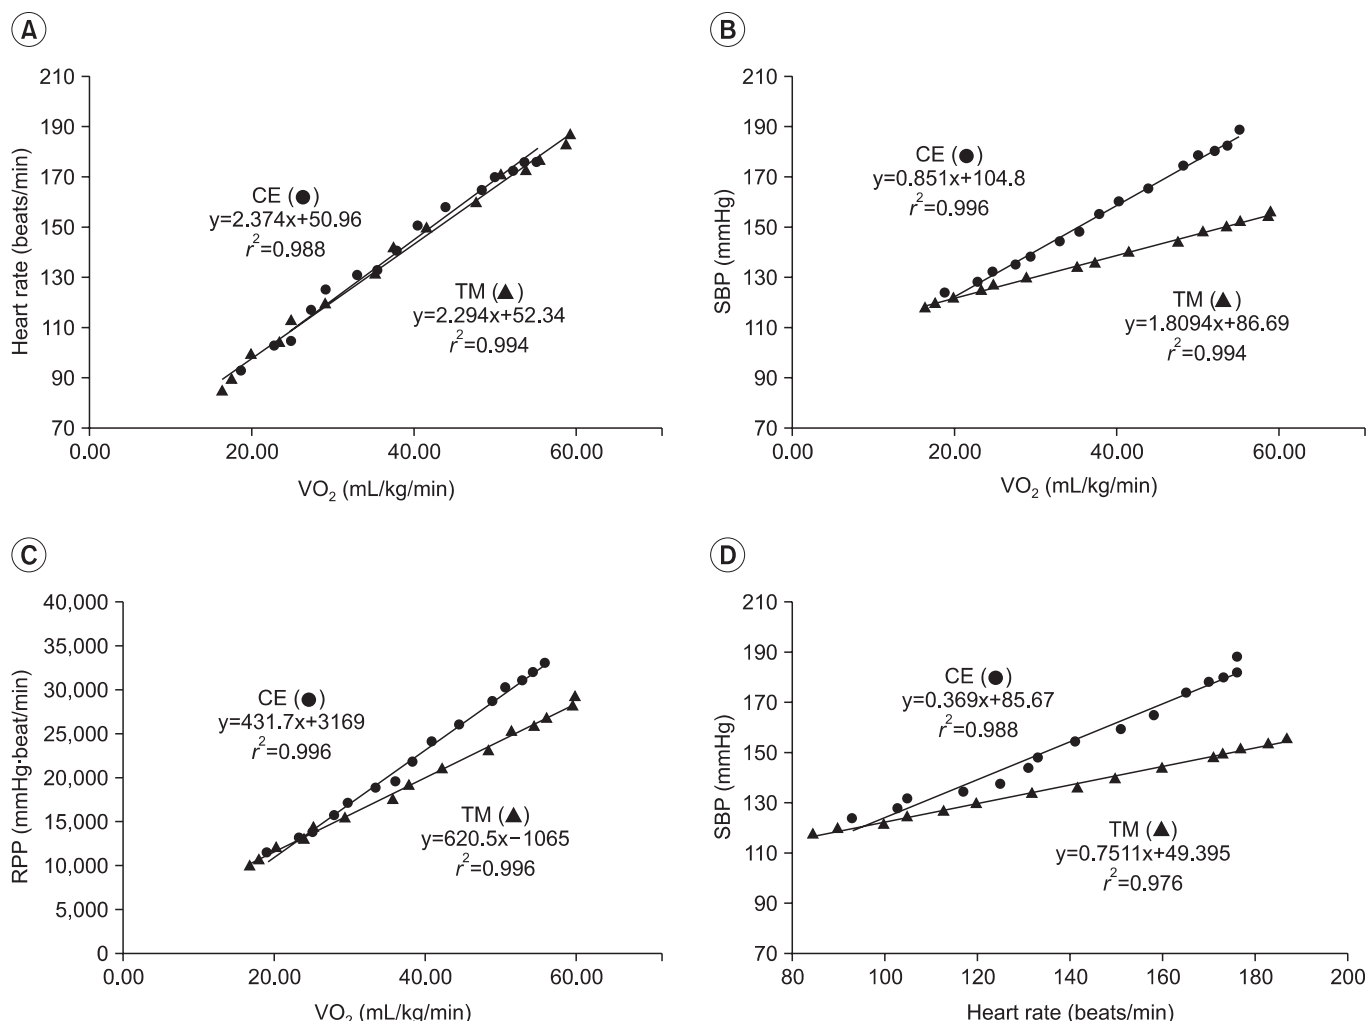 A
Heart rate (beats/min)
210
190
170
150
130
110
90
70
CE (●)
y=2.374x+50.96
r²=0.988
TM (▲)
y=2.294x+52.34
r²=0.994
0.00 20.00 40.00 60.00
VO₂ (mL/kg/min)
B
SBP (mmHg)
210
190
170
150
130
110
90
70
CE (●)
y=0.851x+104.8
r²=0.996
TM (▲)
y=1.8094x+86.69
r²=0.994
0.00 20.00 40.00 60.00
VO₂ (mL/kg/min)
C
RPP (mmHg·beat/min)
40,000
35,000
30,000
25,000
20,000
15,000
10,000
5,000
0
CE (●)
y=431.7x+3169
r²=0.996
TM (▲)
y=620.5x−1065
r²=0.996
0.00 20.00 40.00 60.00
VO₂ (mL/kg/min)
D
SBP (mmHg)
210
190
170
150
130
110
90
70
CE (●)
y=0.369x+85.67
r²=0.988
TM (▲)
y=0.7511x+49.395
r²=0.976
80 100 120 140 160 180 200
Heart rate (beats/min)